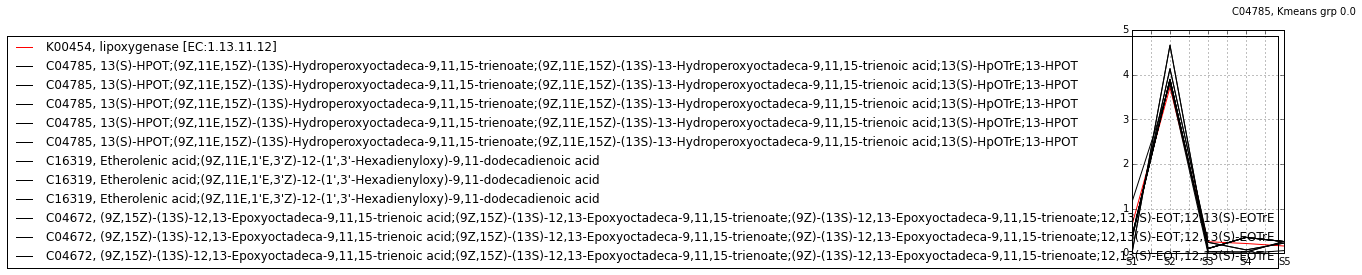 C04785, Kmeans grp 0.0
5
K00454, lipoxygenase [EC:1.13.11.12]
C04785, 13(S)-HPOT;(9Z,11E,15Z)-(13S)-Hydroperoxyoctadeca-9,11,15-trienoate;(9Z,11E,15Z)-(13S)-13-Hydroperoxyoctadeca-9,11,15-trienoic acid;13(S)-HpOTrE;13-HPOT
4
C04785, 13(S)-HPOT;(9Z,11E,15Z)-(13S)-Hydroperoxyoctadeca-9,11,15-trienoate;(9Z,11E,15Z)-(13S)-13-Hydroperoxyoctadeca-9,11,15-trienoic acid;13(S)-HpOTrE;13-HPOT
C04785, 13(S)-HPOT;(9Z,11E,15Z)-(13S)-Hydroperoxyoctadeca-9,11,15-trienoate;(9Z,11E,15Z)-(13S)-13-Hydroperoxyoctadeca-9,11,15-trienoic acid;13(S)-HpOTrE;13-HPOT
3
C04785, 13(S)-HPOT;(9Z,11E,15Z)-(13S)-Hydroperoxyoctadeca-9,11,15-trienoate;(9Z,11E,15Z)-(13S)-13-Hydroperoxyoctadeca-9,11,15-trienoic acid;13(S)-HpOTrE;13-HPOT
C04785, 13(S)-HPOT;(9Z,11E,15Z)-(13S)-Hydroperoxyoctadeca-9,11,15-trienoate;(9Z,11E,15Z)-(13S)-13-Hydroperoxyoctadeca-9,11,15-trienoic acid;13(S)-HpOTrE;13-HPOT
C16319, Etherolenic acid;(9Z,11E,1'E,3'Z)-12-(1',3'-Hexadienyloxy)-9,11-dodecadienoic acid
2
C16319, Etherolenic acid;(9Z,11E,1'E,3'Z)-12-(1',3'-Hexadienyloxy)-9,11-dodecadienoic acid
C16319, Etherolenic acid;(9Z,11E,1'E,3'Z)-12-(1',3'-Hexadienyloxy)-9,11-dodecadienoic acid
1
C04672, (9Z,15Z)-(13S)-12,13-Epoxyoctadeca-9,11,15-trienoic acid;(9Z,15Z)-(13S)-12,13-Epoxyoctadeca-9,11,15-trienoate;(9Z)-(13S)-12,13-Epoxyoctadeca-9,11,15-trienoate;12,13(S)-EOT;12,13(S)-EOTrE
C04672, (9Z,15Z)-(13S)-12,13-Epoxyoctadeca-9,11,15-trienoic acid;(9Z,15Z)-(13S)-12,13-Epoxyoctadeca-9,11,15-trienoate;(9Z)-(13S)-12,13-Epoxyoctadeca-9,11,15-trienoate;12,13(S)-EOT;12,13(S)-EOTrE
0
C04672, (9Z,15Z)-(13S)-12,13-Epoxyoctadeca-9,11,15-trienoic acid;(9Z,15Z)-(13S)-12,13-Epoxyoctadeca-9,11,15-trienoate;(9Z)-(13S)-12,13-Epoxyoctadeca-9,11,15-trienoate;12,13(S)-EOT;12,13(S)-EOTrE
S1 S2 S3 S4 S5